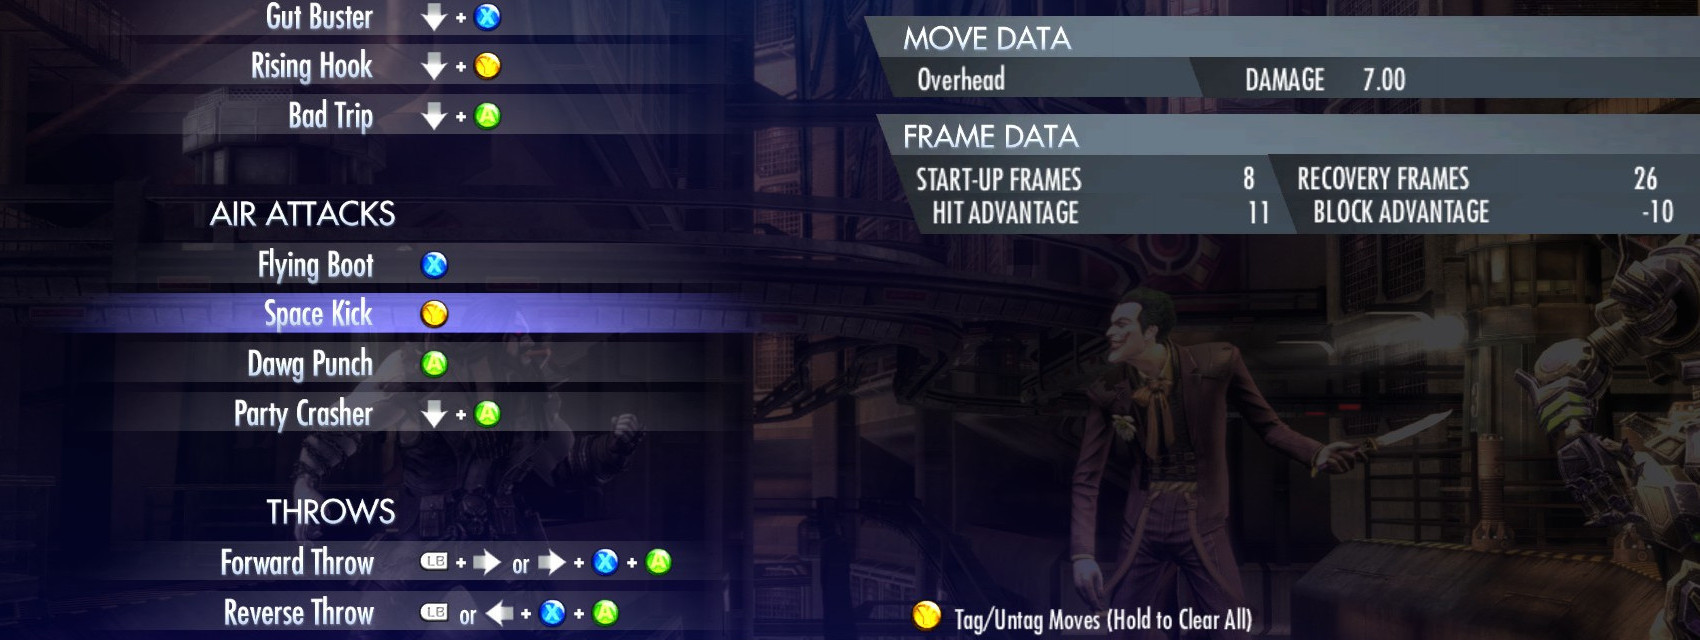 Gut Buster + X
Rising Hook + Y
Bad Trip + A
AIR ATTACKS
Flying Boot X
Space Kick Y
Dawg Punch A
Party Crasher + A
THROWS
Forward Throw LB + or + X + A
Reverse Throw LB or + X + A
MOVE DATA
Overhead DAMAGE 7.00
FRAME DATA
START-UP FRAMES 8 RECOVERY FRAMES 26
HIT ADVANTAGE 11 BLOCK ADVANTAGE -10
Y Tag/Untag Moves (Hold to Clear All)